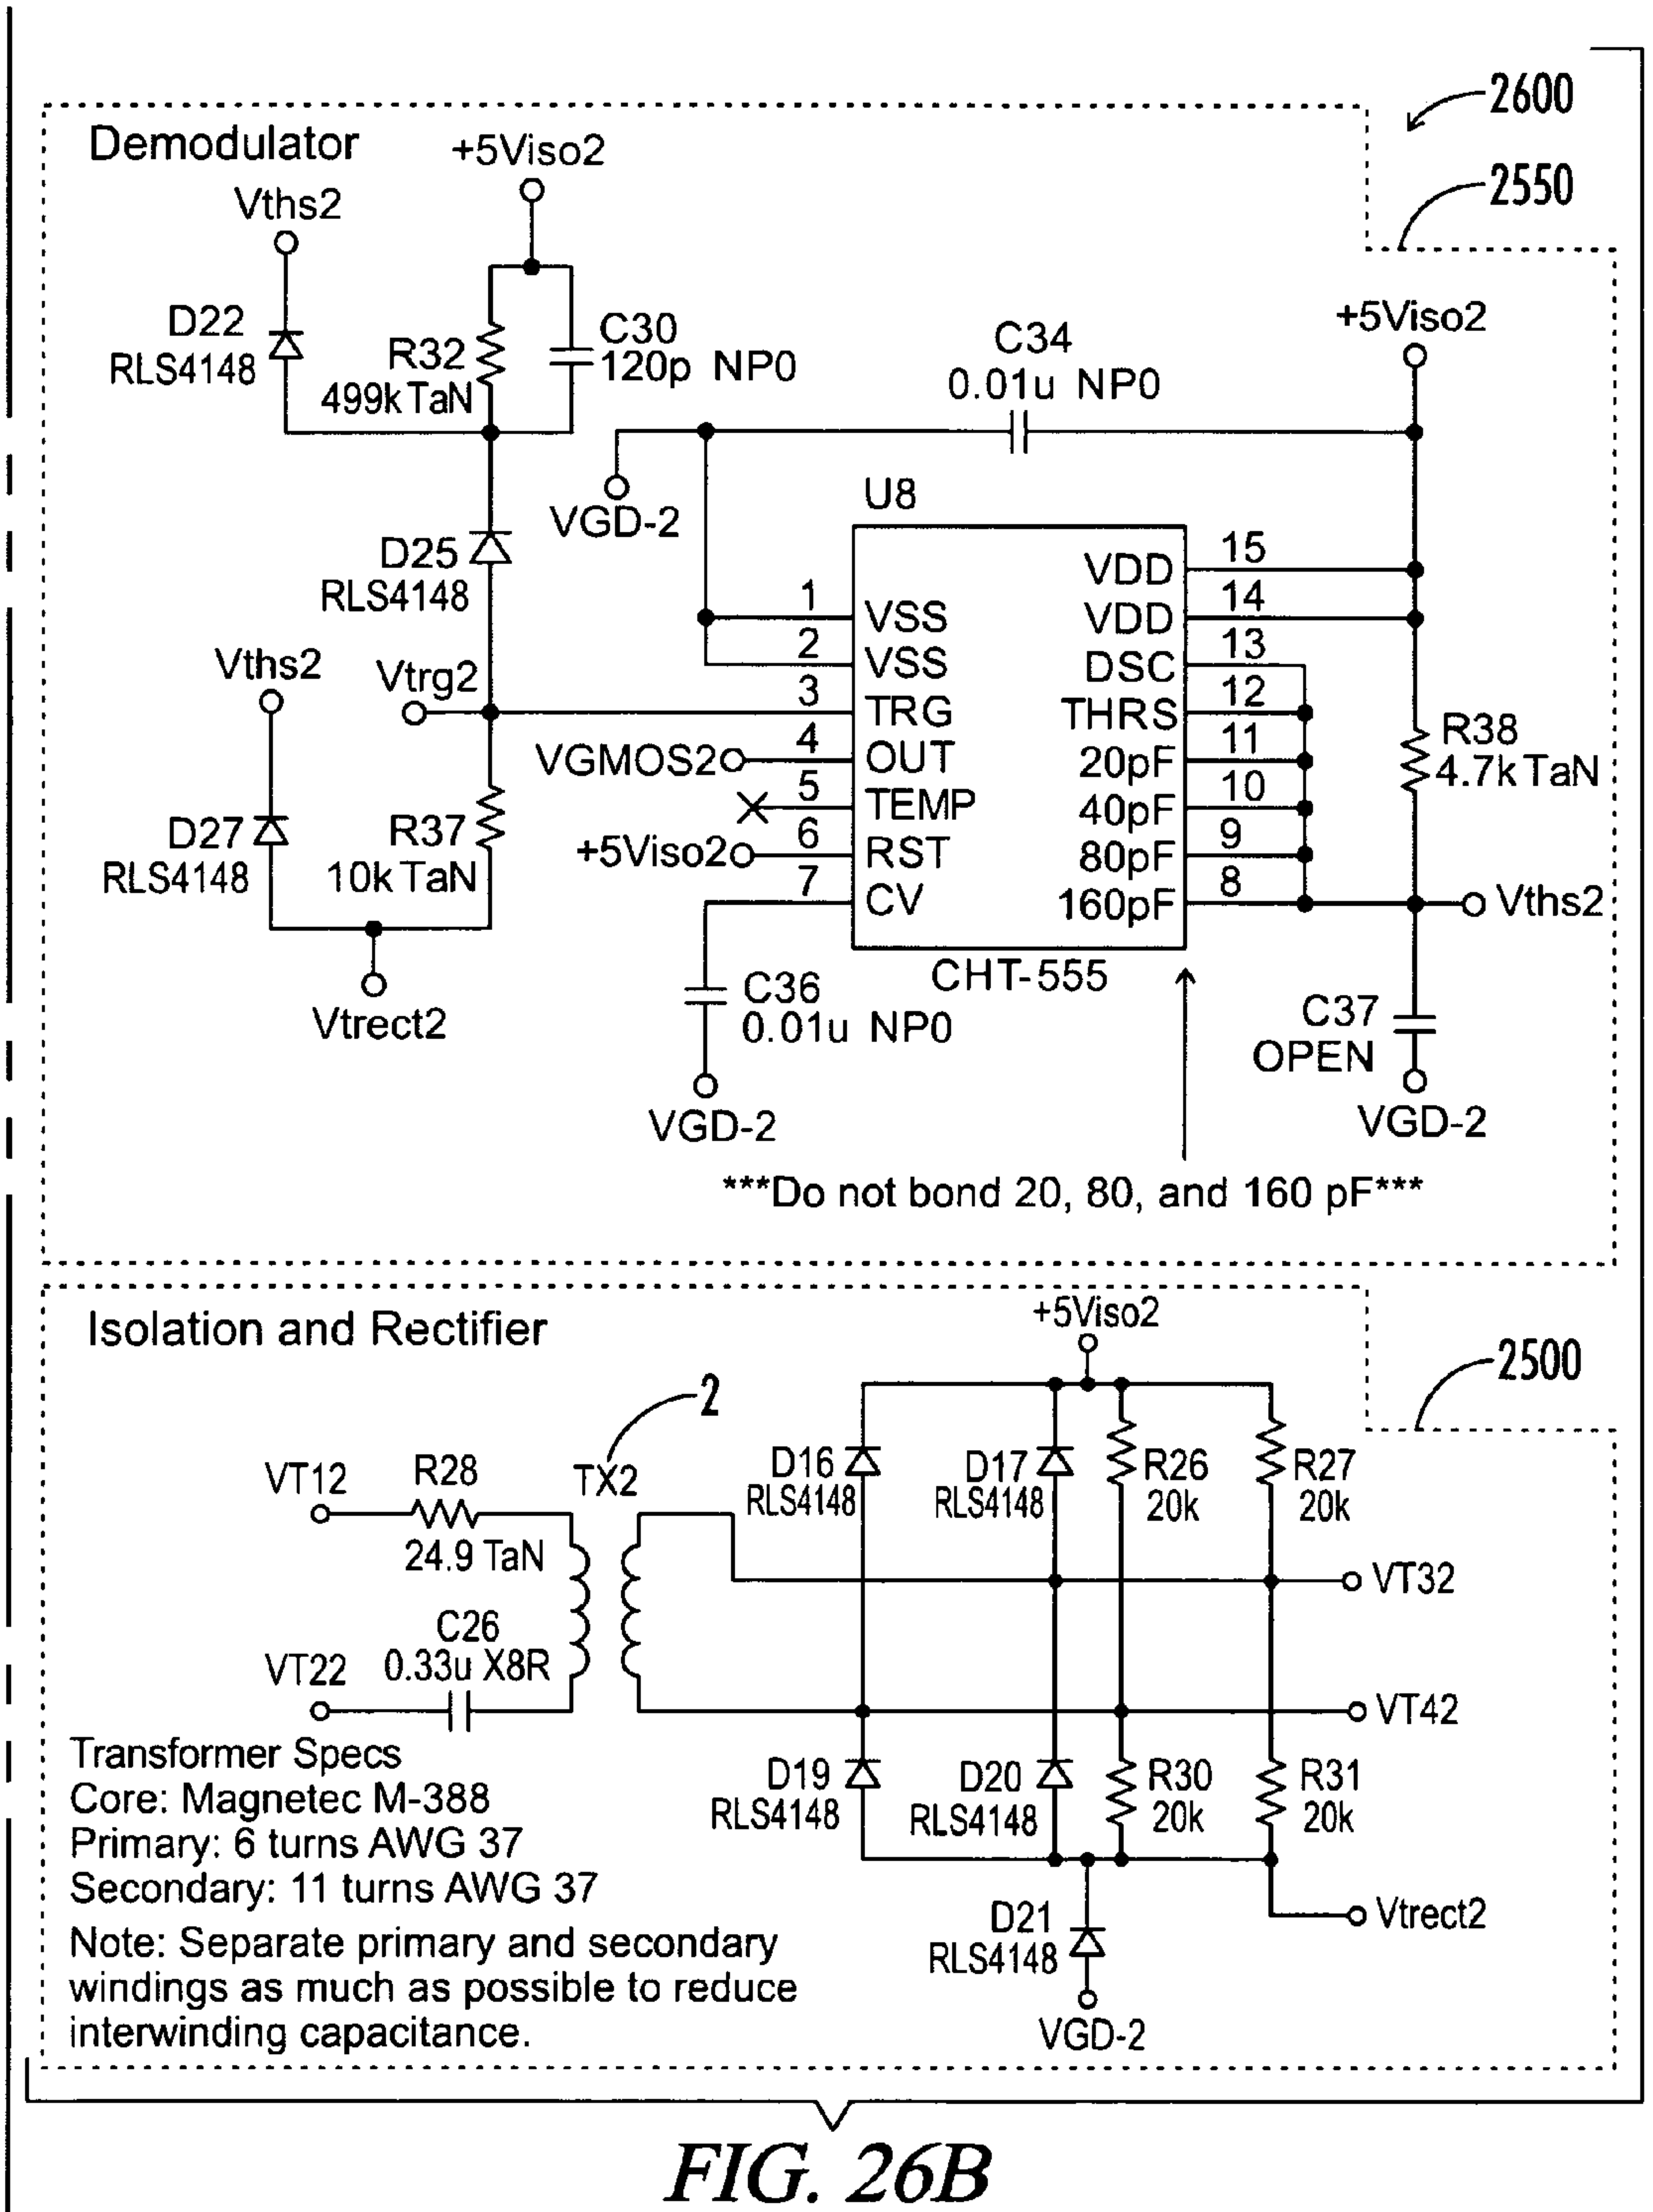 2600
2550
Demodulator
+5Viso2
Vths2
D22
RLS4148
R32
499k TaN
C30
120p NP0
C34
0.01u NP0
+5Viso2
VGD-2
U8
D25
RLS4148
Vths2
Vtrg2
1
VSS
2
VSS
3
TRG
VGMOS2
4
OUT
5
TEMP
+5Viso2
6
RST
7
CV
VDD
15
VDD
14
DSC
13
THRS
12
20pF
11
40pF
10
80pF
9
160pF
8
CHT-555
R38
4.7k TaN
Vths2
D27
RLS4148
R37
10k TaN
Vtrect2
C36
0.01u NP0
VGD-2
C37
OPEN
VGD-2
***Do not bond 20, 80, and 160 pF***
Isolation and Rectifier
+5Viso2
2500
2
VT12
R28
24.9 TaN
TX2
D16
RLS4148
D17
RLS4148
R26
20k
R27
20k
VT32
VT22
C26
0.33u X8R
VT42
D19
RLS4148
D20
RLS4148
R30
20k
R31
20k
Transformer Specs
Core: Magnetec M-388
Primary: 6 turns AWG 37
Secondary: 11 turns AWG 37
Note: Separate primary and secondary
windings as much as possible to reduce
interwinding capacitance.
D21
RLS4148
Vtrect2
VGD-2
FIG. 26B